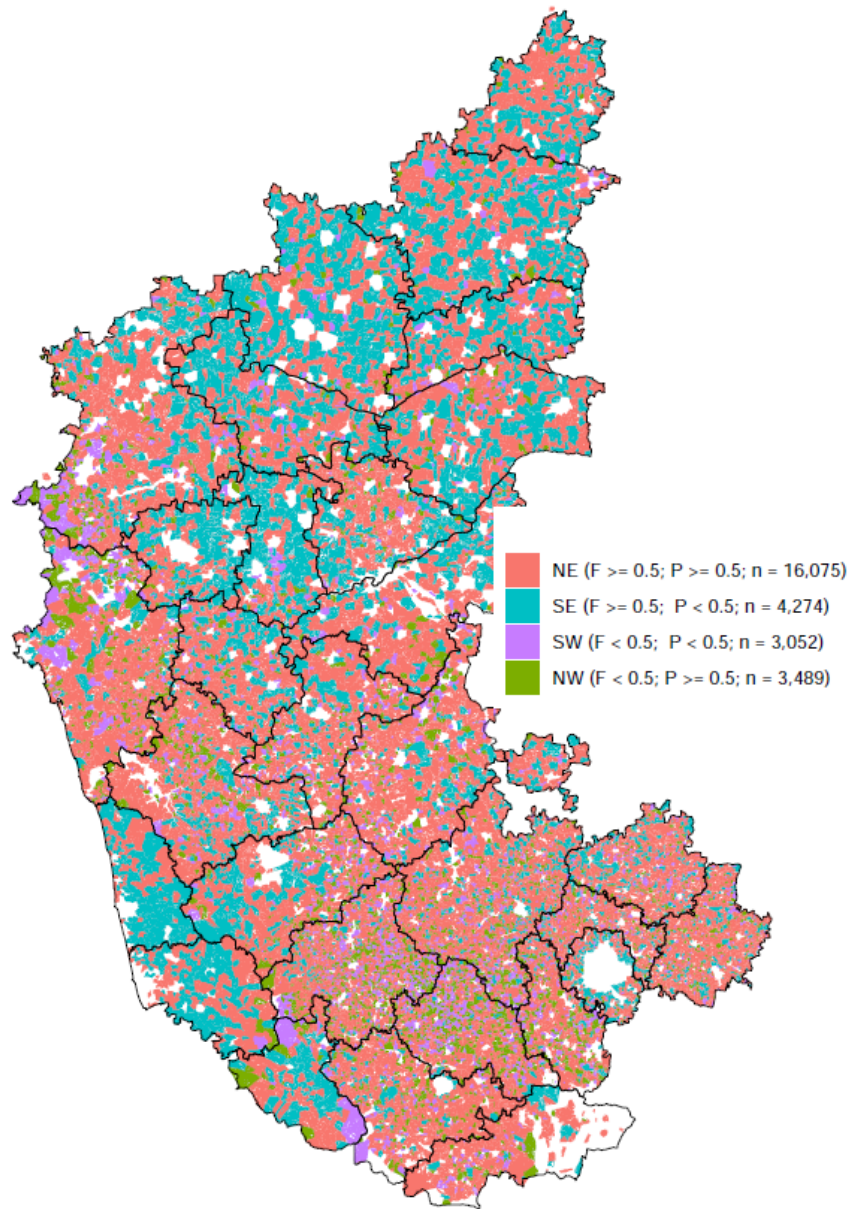 NE (F >= 0.5; P >= 0.5; n = 16,075)
SE (F >= 0.5; P < 0.5; n = 4,274)
SW (F < 0.5; P < 0.5; n = 3,052)
NW (F < 0.5; P >= 0.5; n = 3,489)